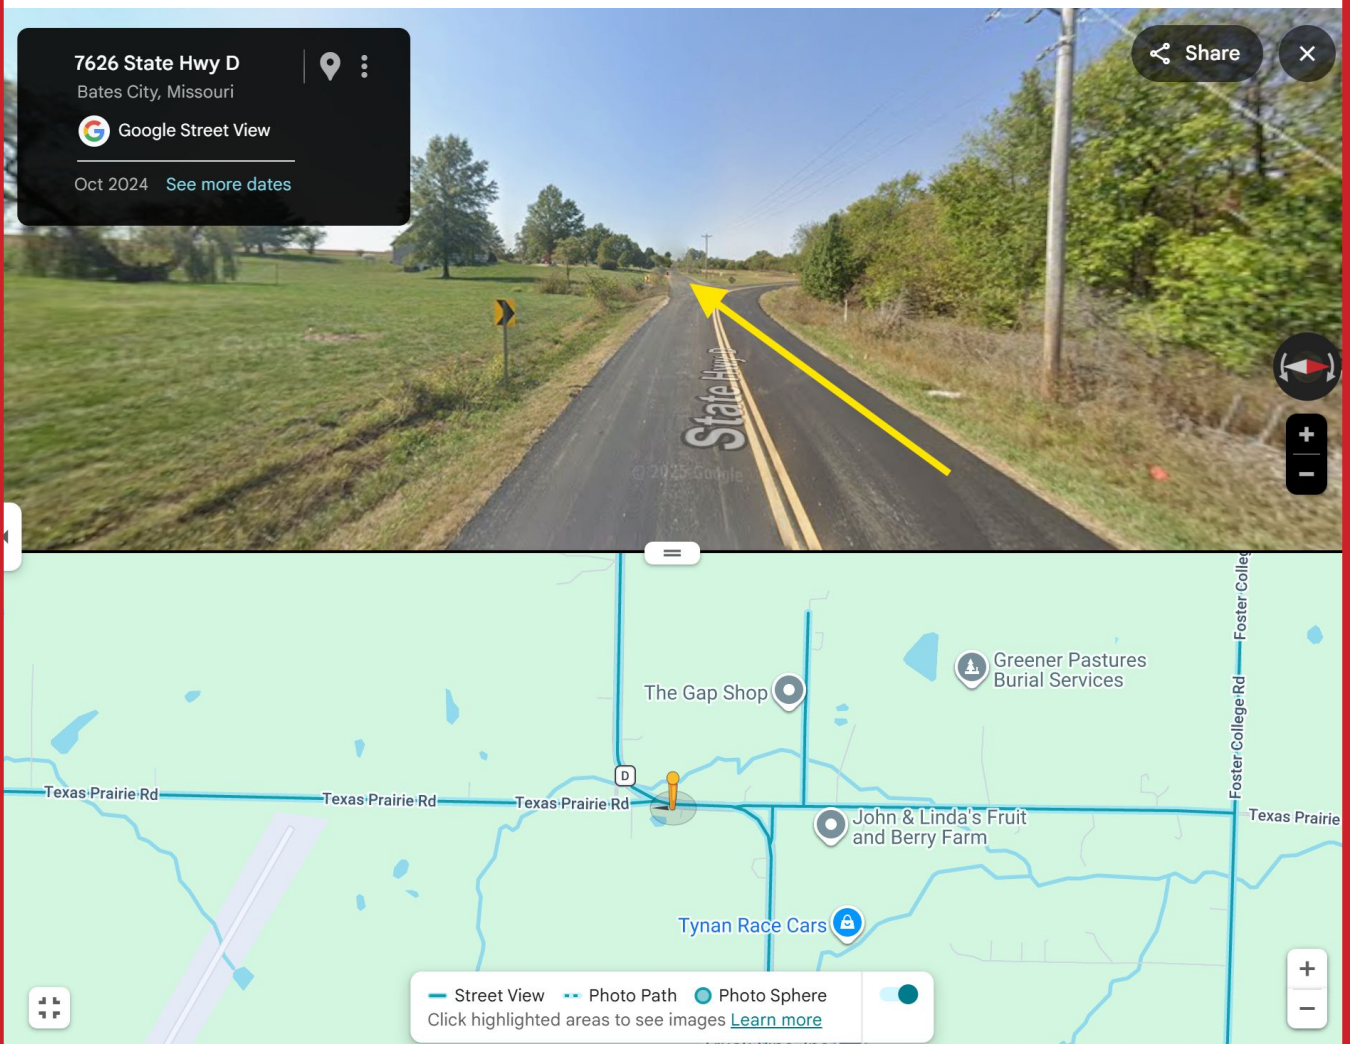 7626 State Hwy D
Bates City, Missouri
Google Street View
Oct 2024 See more dates
Share
State Hwy D
© 2025 Google
Foster Colleg
Greener Pastures
Burial Services
The Gap Shop
Foster College Rd
D
Texas Prairie Rd
Texas Prairie Rd
Texas Prairie Rd
John & Linda's Fruit
and Berry Farm
Texas Prairie
Tynan Race Cars
Street View
Photo Path
Photo Sphere
Click highlighted areas to see images Learn more